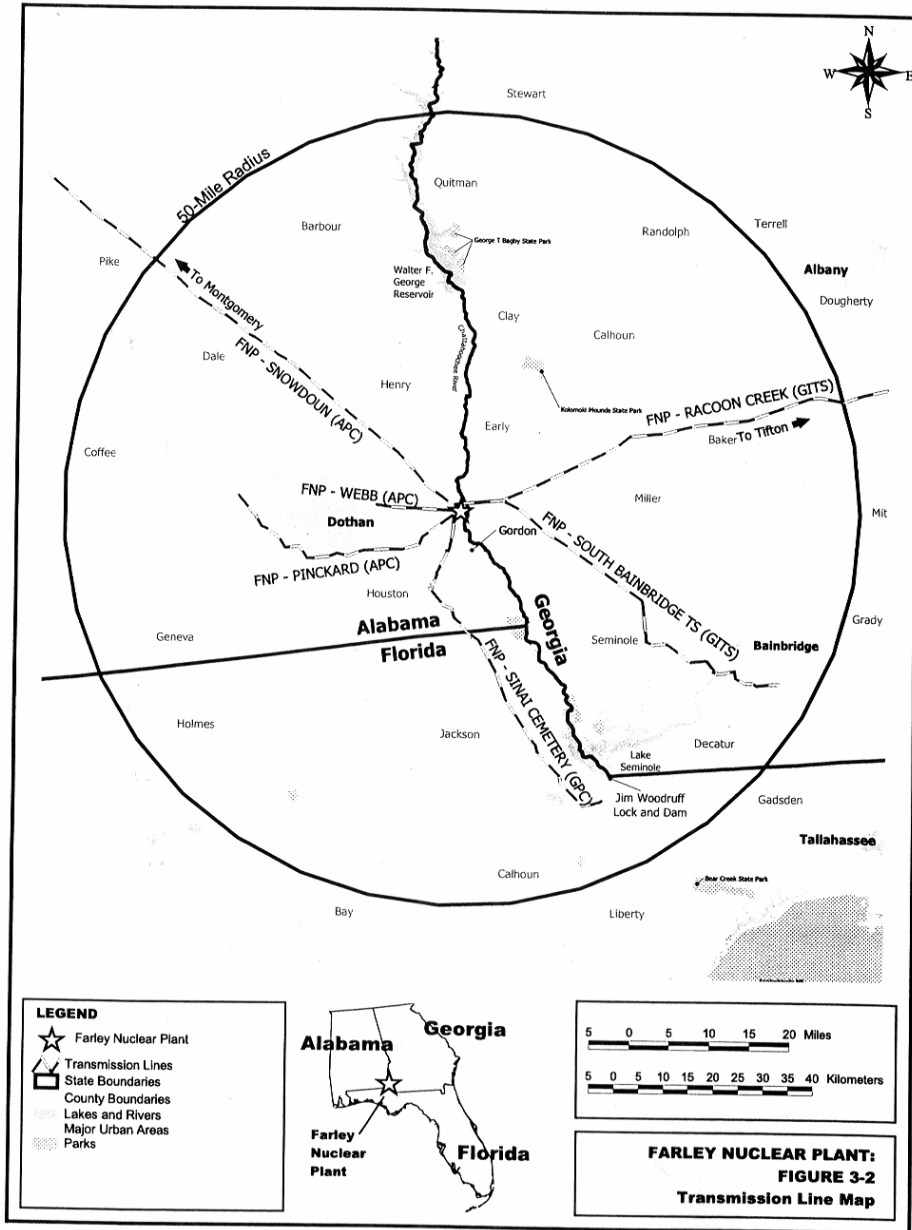 N
W
E
S
Stewart
50-Mile Radius
Quitman
Barbour
Randolph
Terrell
George T Bagby State Park
Pike
To Montgomery
Walter F.
George
Reservoir
Albany
Dougherty
Clay
Calhoun
Chattahoochee River
Dale
FNP - SNOWDOUN (APC)
Henry
Kolomoki Mounds State Park
FNP - RACOON CREEK (GITS)
Early
Baker
To Tifton
Coffee
FNP - WEBB (APC)
Miller
Mit
Dothan
Gordon
FNP - SOUTH BAINBRIDGE TS (GITS)
FNP - PINCKARD (APC)
Houston
Georgia
Alabama
Florida
Geneva
Seminole
Bainbridge
Grady
FNP - SINAI CEMETERY (GPC)
Holmes
Jackson
Decatur
Lake
Seminole
Jim Woodruff
Lock and Dam
Gadsden
Tallahassee
Calhoun
Bear Creek State Park
Bay
Liberty
LEGEND
Farley Nuclear Plant
Transmission Lines
State Boundaries
County Boundaries
Lakes and Rivers
Major Urban Areas
Parks
Alabama
Georgia
Farley
Nuclear
Plant
Florida
5 0 5 10 15 20 Miles
5 0 5 10 15 20 25 30 35 40 Kilometers
FARLEY NUCLEAR PLANT:
FIGURE 3-2
Transmission Line Map